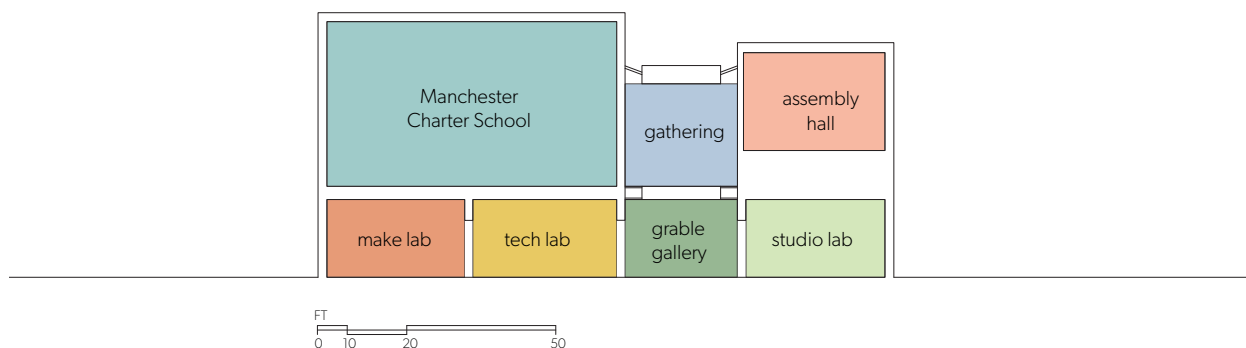 Manchester
Charter School
gathering
assembly
hall
make lab
tech lab
grable
gallery
studio lab
FT
0 10 20 50